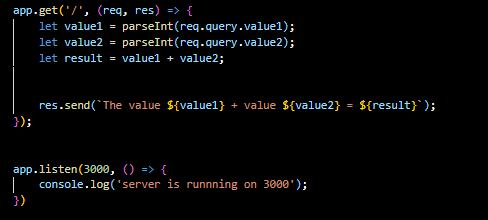 app.get('/', (req, res) => {
    let value1 = parseInt(req.query.value1);
    let value2 = parseInt(req.query.value2);
    let result = value1 + value2;
    res.send(`The value ${value1} + value ${value2} = ${result}`);
});
app.listen(3000, () => {
    console.log('server is runnning on 3000');
})